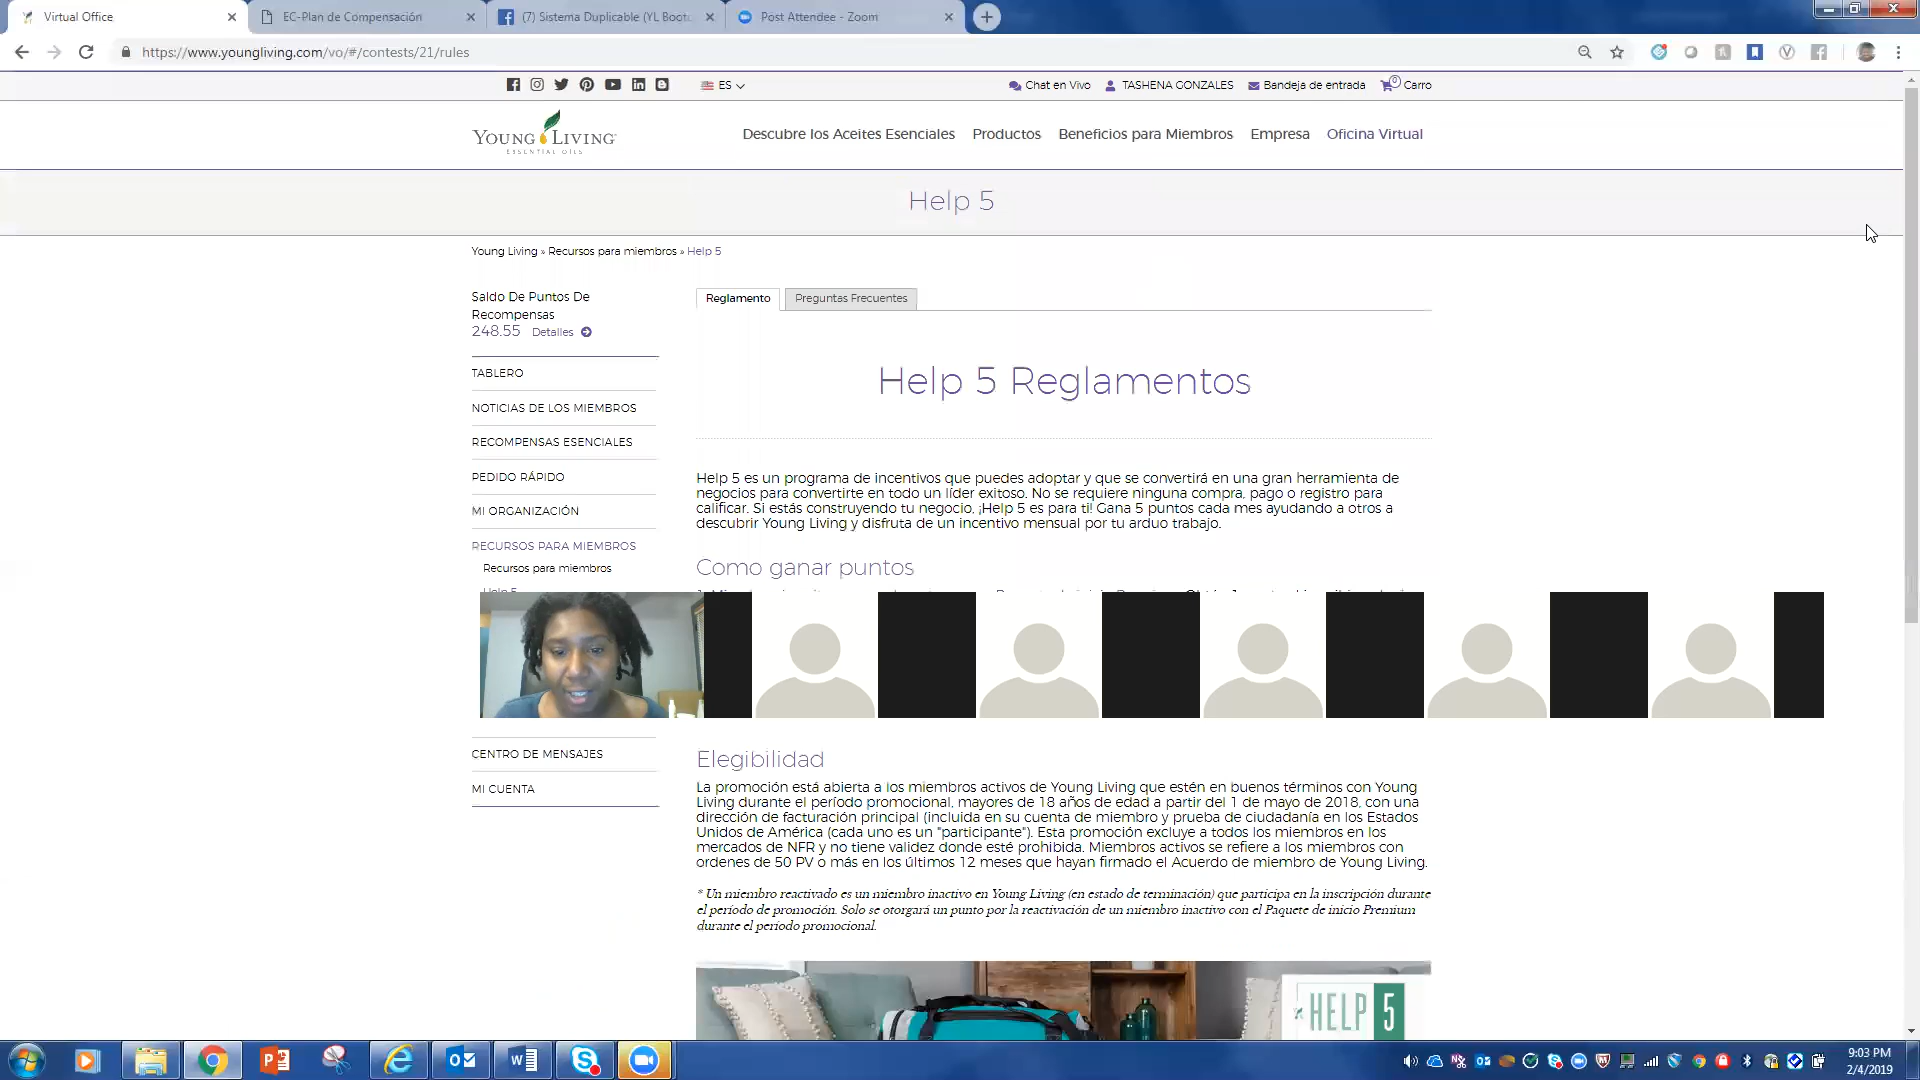 Virtual Office
EC-Plan de Compensación
(7) Sistema Duplicable (YL Boot
Post Attendee - Zoom
https://www.youngliving.com/vo/#/contests/21/rules
ES
Chat en Vivo
TASHENA GONZALES
Bandeja de entrada
0
Carro
YOUNG LIVING
ESSENTIAL OILS
Descubre los Aceites Esenciales
Productos
Beneficios para Miembros
Empresa
Oficina Virtual
Help 5
Young Living » Recursos para miembros » Help 5
Saldo De Puntos De
Recompensas
248.55 Detalles
TABLERO
NOTICIAS DE LOS MIEMBROS
RECOMPENSAS ESENCIALES
PEDIDO RÁPIDO
MI ORGANIZACIÓN
RECURSOS PARA MIEMBROS
Recursos para miembros
Help 5
CENTRO DE MENSAJES
MI CUENTA
Reglamento
Preguntas Frecuentes
Help 5 Reglamentos
Help 5 es un programa de incentivos que puedes adoptar y que se convertirá en una gran herramienta de
negocios para convertirte en todo un líder exitoso. No se requiere ninguna compra, pago o registro para
calificar. Si estás construyendo tu negocio, ¡Help 5 es para ti! Gana 5 puntos cada mes ayudando a otros a
descubrir Young Living y disfruta de un incentivo mensual por tu arduo trabajo.
Como ganar puntos
Elegibilidad
La promoción está abierta a los miembros activos de Young Living que estén en buenos términos con Young
Living durante el período promocional, mayores de 18 años de edad a partir del 1 de mayo de 2018, con una
dirección de facturación principal (incluida en su cuenta de miembro y prueba de ciudadanía en los Estados
Unidos de América (cada uno es un "participante"). Esta promoción excluye a todos los miembros en los
mercados de NFR y no tiene validez donde esté prohibida. Miembros activos se refiere a los miembros con
ordenes de 50 PV o más en los últimos 12 meses que hayan firmado el Acuerdo de miembro de Young Living.
* Un miembro reactivado es un miembro inactivo en Young Living (en estado de terminación) que participa en la inscripción durante
el período de promoción. Solo se otorgará un punto por la reactivación de un miembro inactivo con el Paquete de inicio Premium
durante el período promocional.
HELP 5
9:03 PM
2/4/2019